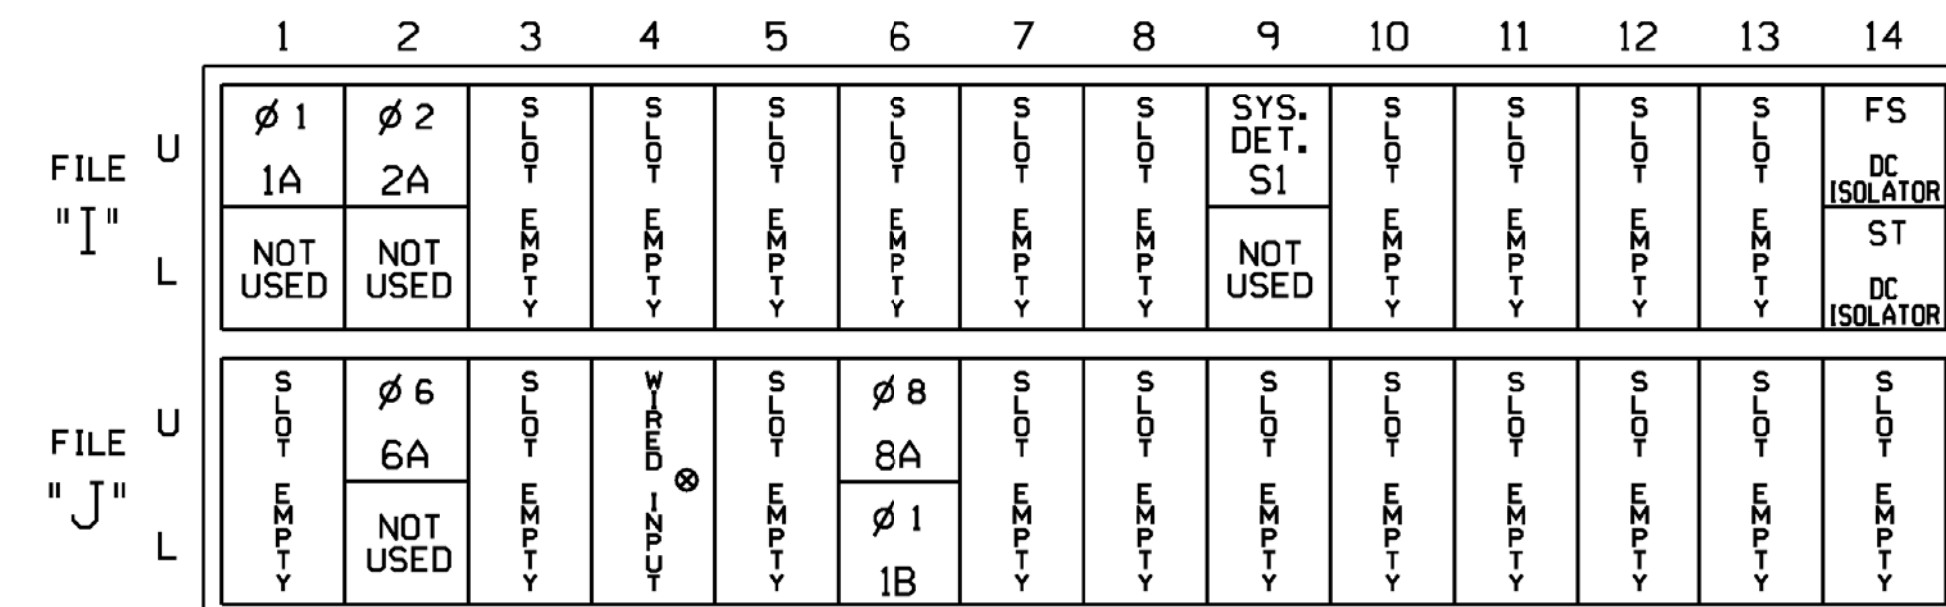 1 2 3 4 5 6 7 8 9 10 11 12 13 14
FILE
"I"
U
L
Ø 1
1A
NOT
USED
Ø 2
2A
NOT
USED
SLOT EMPTY
SLOT EMPTY
SLOT EMPTY
SLOT EMPTY
SLOT EMPTY
SLOT EMPTY
SYS.
DET.
S1
NOT
USED
SLOT EMPTY
SLOT EMPTY
SLOT EMPTY
SLOT EMPTY
FS
DC
ISOLATOR
ST
DC
ISOLATOR
FILE
"J"
U
L
SLOT EMPTY
Ø 6
6A
NOT
USED
SLOT EMPTY
WIRED INPUT
⊗
SLOT EMPTY
Ø 8
8A
Ø 1
1B
SLOT EMPTY
SLOT EMPTY
SLOT EMPTY
SLOT EMPTY
SLOT EMPTY
SLOT EMPTY
SLOT EMPTY
SLOT EMPTY